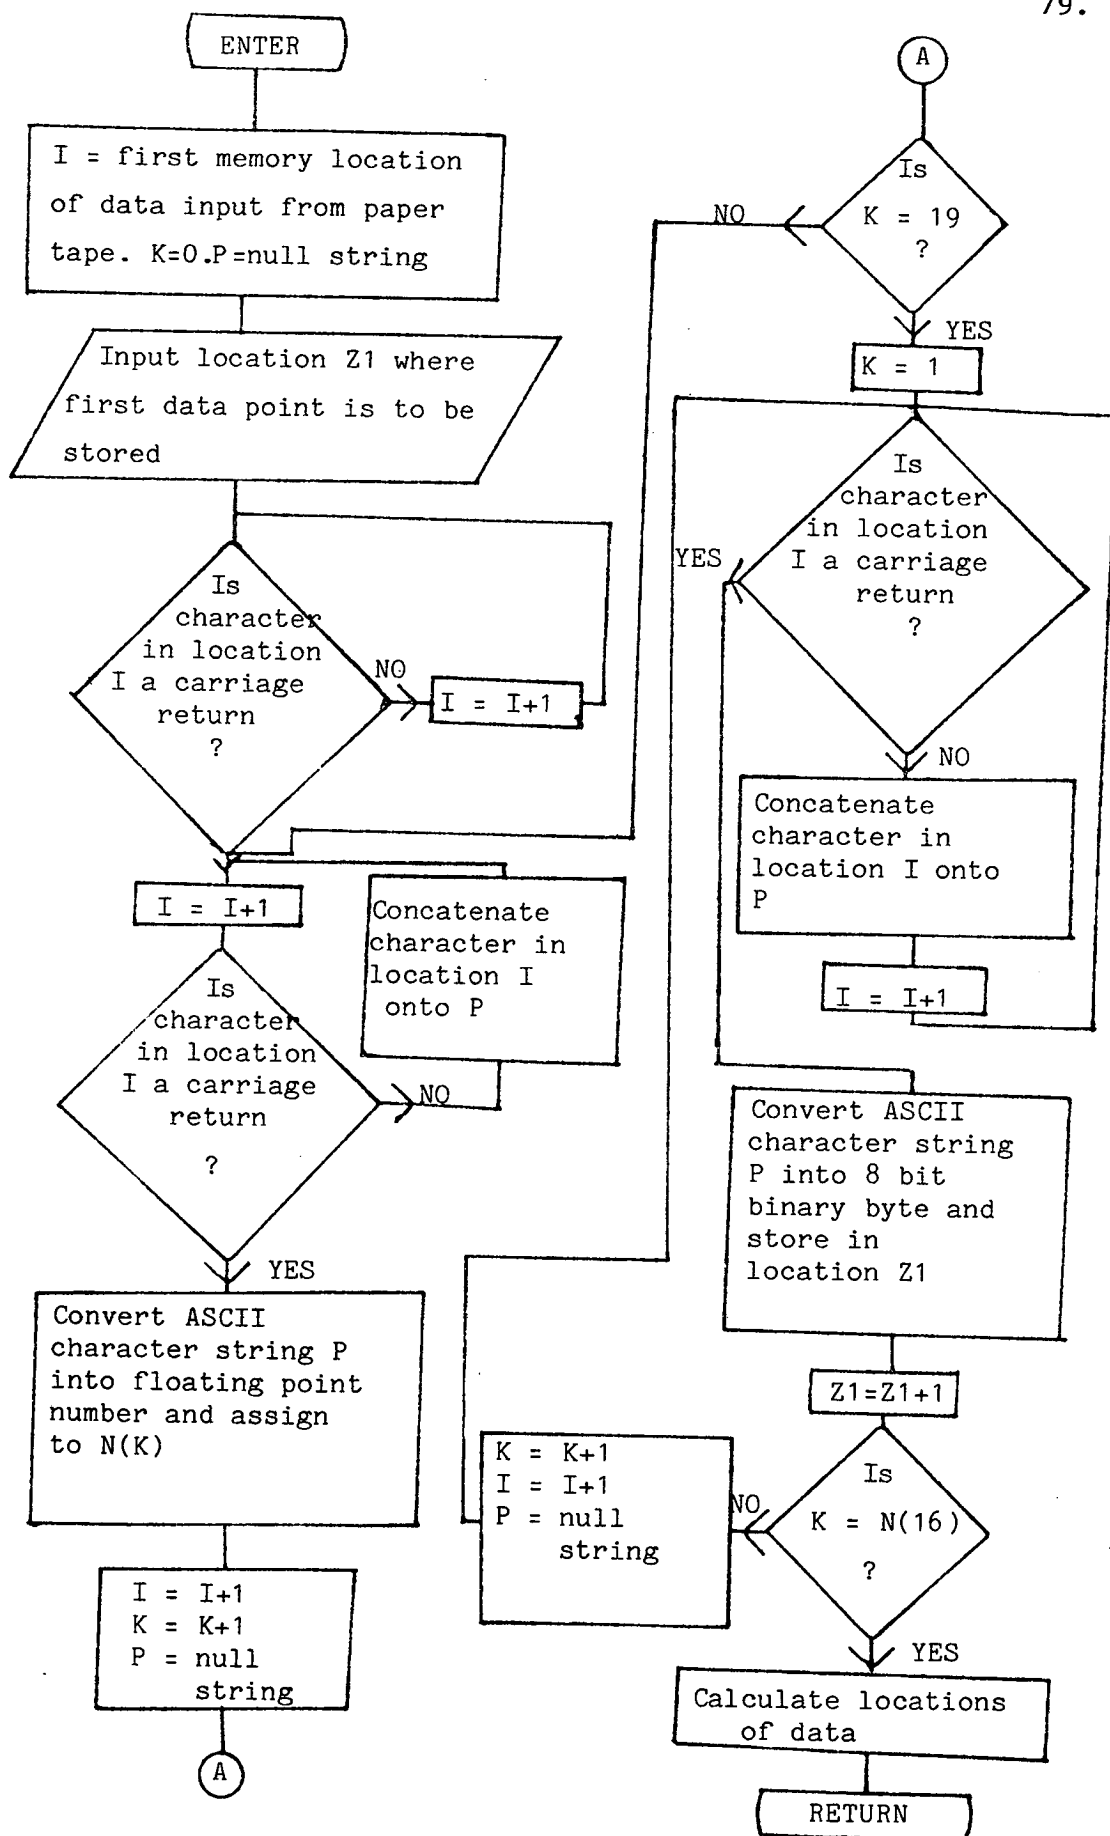 79.
ENTER
I = first memory location
of data input from paper
tape. K=0.P=null string
Input location Z1 where
first data point is to be
stored
Is
character
in location
I a carriage
return
?
NO
I = I+1
I = I+1
Concatenate
character in
location I
onto P
Is
character
in location
I a carriage
return
?
NO
YES
Convert ASCII
character string P
into floating point
number and assign
to N(K)
I = I+1
K = K+1
P = null
string
A
A
Is
K = 19
?
NO
YES
K = 1
Is
character
in location
I a carriage
return
?
YES
NO
Concatenate
character in
location I onto
P
I = I+1
Convert ASCII
character string
P into 8 bit
binary byte and
store in
location Z1
Z1=Z1+1
Is
K = N(16)
?
NO
K = K+1
I = I+1
P = null
string
YES
Calculate locations
of data
RETURN